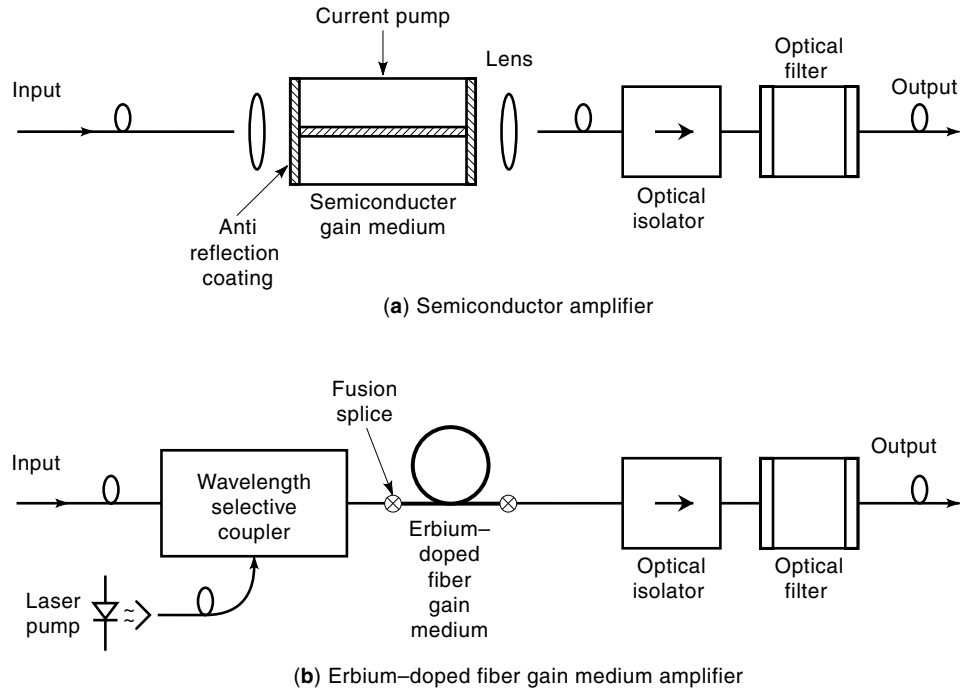 Current pump
Input
Lens
Optical
filter
Output
Anti
reflection
coating
Semiconducter
gain medium
Optical
isolator
(a) Semiconductor amplifier
Fusion
splice
Input
Wavelength
selective
coupler
Output
Laser
pump
Erbium–
doped
fiber
gain
medium
Optical
isolator
Optical
filter
(b) Erbium–doped fiber gain medium amplifier